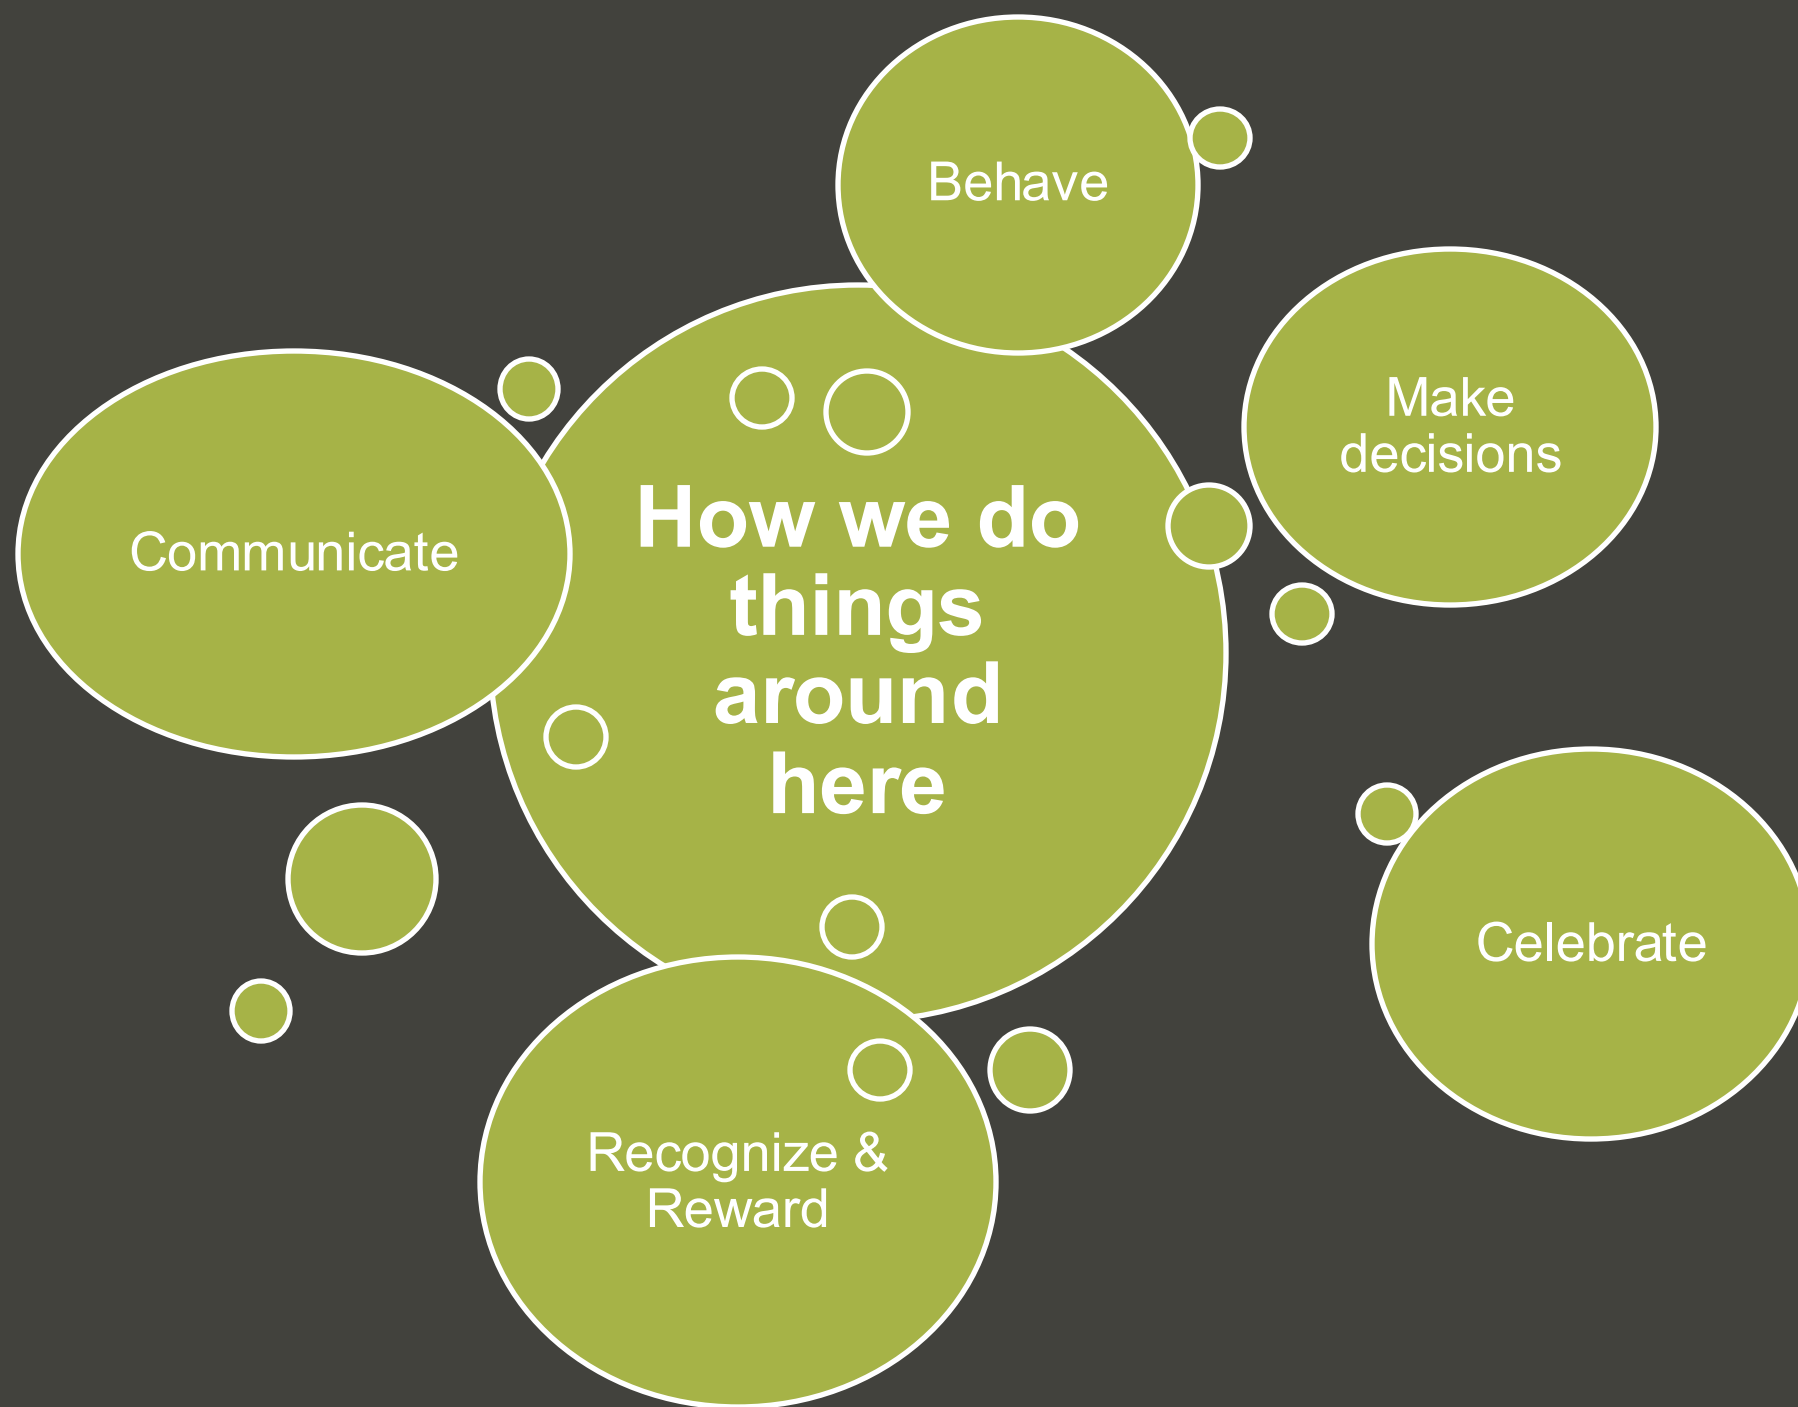 Behave
Make
decisions
Communicate
How we do
things
around
here
Celebrate
Recognize &
Reward